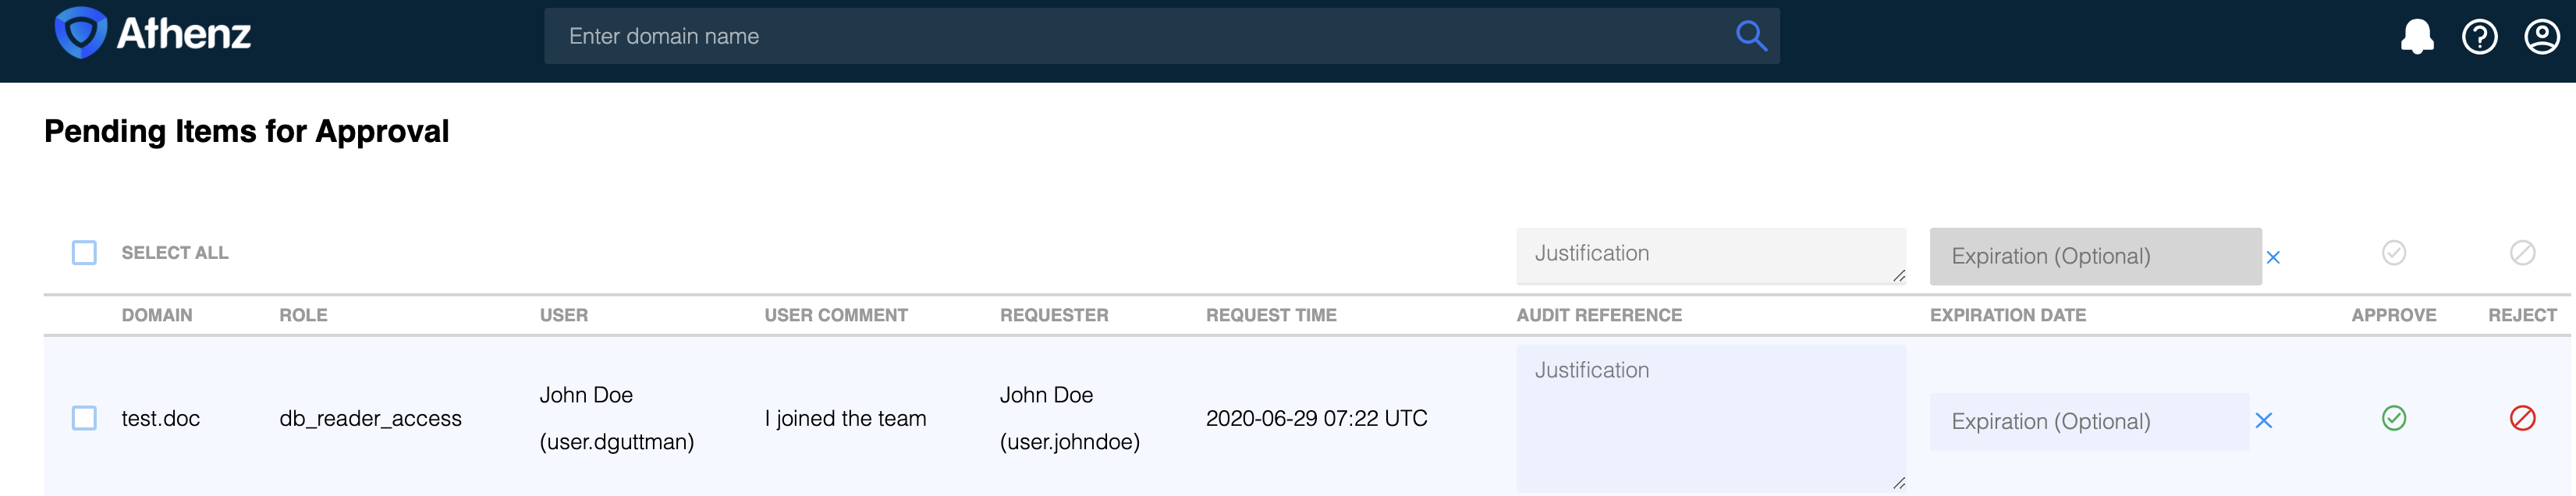 Athenz
Enter domain name
Pending Items for Approval
SELECT ALL
Justification
Expiration (Optional)
DOMAIN ROLE USER USER COMMENT REQUESTER REQUEST TIME AUDIT REFERENCE EXPIRATION DATE APPROVE REJECT
Justification
John Doe John Doe
test.doc db_reader_access I joined the team 2020-06-29 07:22 UTC Expiration (Optional)
(user.dguttman) (user.johndoe)